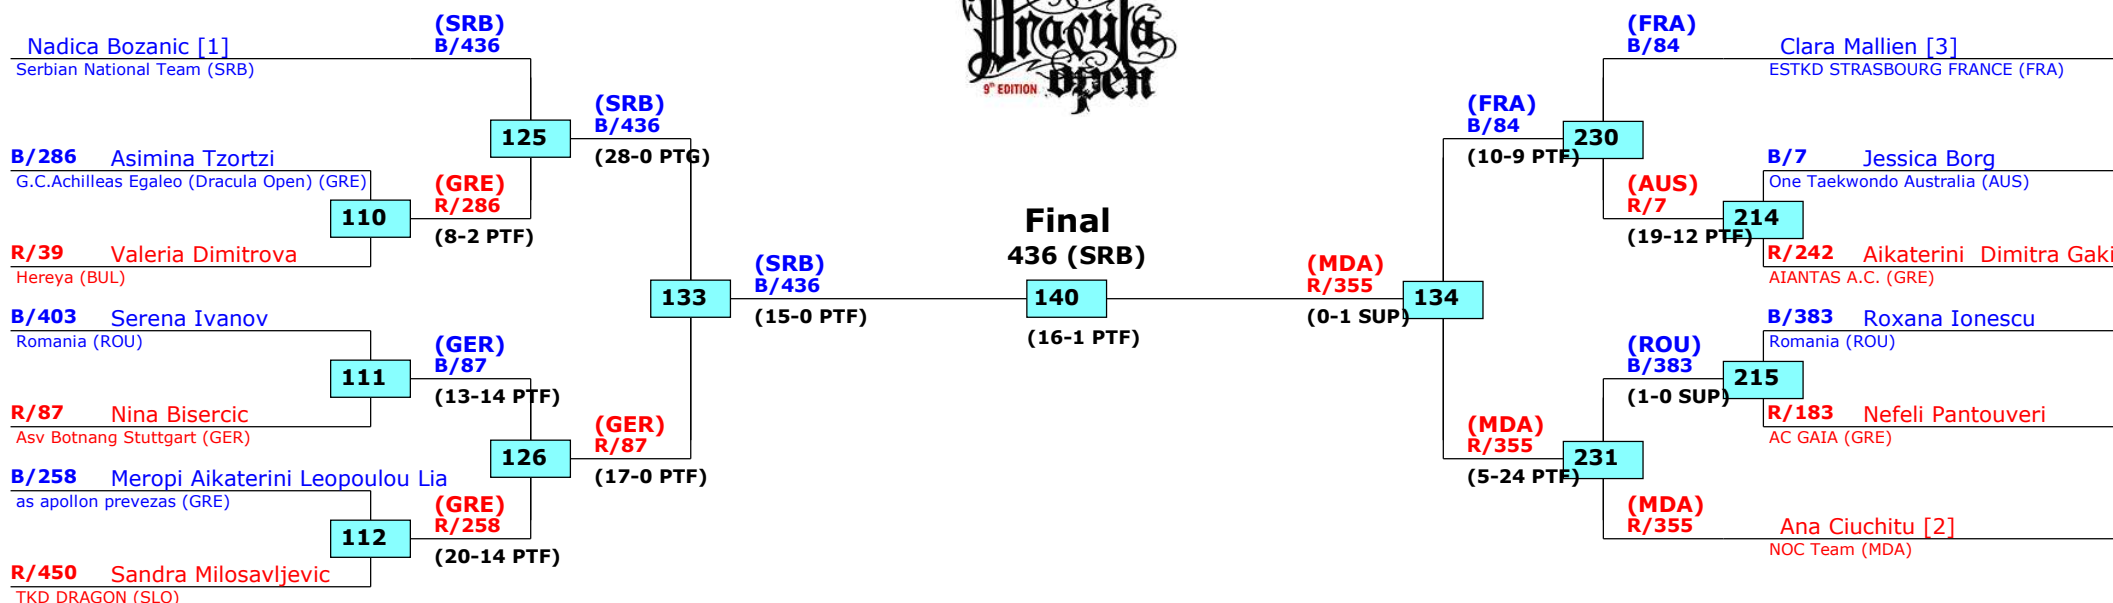 Dracula
open
9th EDITION
Nadica Bozanic [1]
Serbian National Team (SRB)
(SRB)
B/436
B/286 Asimina Tzortzi
G.C.Achilleas Egaleo (Dracula Open) (GRE)
110
R/39 Valeria Dimitrova
Hereya (BUL)
(GRE)
R/286
(8-2 PTF)
125
(SRB)
B/436
(28-0 PTG)
B/403 Serena Ivanov
Romania (ROU)
111
R/87 Nina Bisercic
Asv Botnang Stuttgart (GER)
(GER)
B/87
(13-14 PTF)
B/258 Meropi Aikaterini Leopoulou Lia
as apollon prevezas (GRE)
112
R/450 Sandra Milosavljevic
TKD DRAGON (SLO)
(GRE)
R/258
(20-14 PTF)
126
(GER)
R/87
(17-0 PTF)
133
(SRB)
B/436
(15-0 PTF)
Final
436 (SRB)
140
(16-1 PTF)
(MDA)
R/355
(0-1 SUP)
134
(FRA)
B/84
(10-9 PTF)
230
(FRA)
B/84
Clara Mallien [3]
ESTKD STRASBOURG FRANCE (FRA)
(AUS)
R/7
(19-12 PTF)
214
B/7 Jessica Borg
One Taekwondo Australia (AUS)
R/242 Aikaterini Dimitra Gaki
AIANTAS A.C. (GRE)
(MDA)
R/355
(5-24 PTF)
231
(ROU)
B/383
(1-0 SUP)
215
B/383 Roxana Ionescu
Romania (ROU)
R/183 Nefeli Pantouveri
AC GAIA (GRE)
(MDA)
R/355
Ana Ciuchitu [2]
NOC Team (MDA)